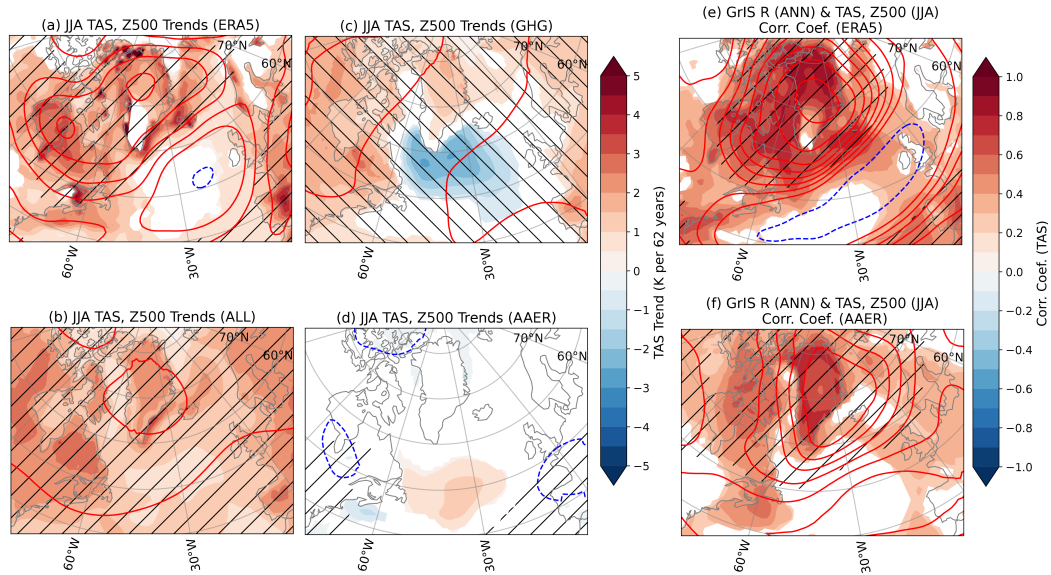 (a) JJA TAS, Z500 Trends (ERA5)
70°N
60°N
60°W
30°W
(c) JJA TAS, Z500 Trends (GHG)
70°N
60°N
60°W
30°W
(b) JJA TAS, Z500 Trends (ALL)
70°N
60°N
60°W
30°W
(d) JJA TAS, Z500 Trends (AAER)
70°N
60°N
60°W
30°W
5
4
3
2
1
0
−1
−2
−3
−4
−5
TAS Trend (K per 62 years)
(e) GrIS R (ANN) & TAS, Z500 (JJA)
Corr. Coef. (ERA5)
70°N
60°N
60°W
30°W
(f) GrIS R (ANN) & TAS, Z500 (JJA)
Corr. Coef. (AAER)
70°N
60°N
60°W
30°W
1.0
0.8
0.6
0.4
0.2
0.0
−0.2
−0.4
−0.6
−0.8
−1.0
Corr. Coef. (TAS)